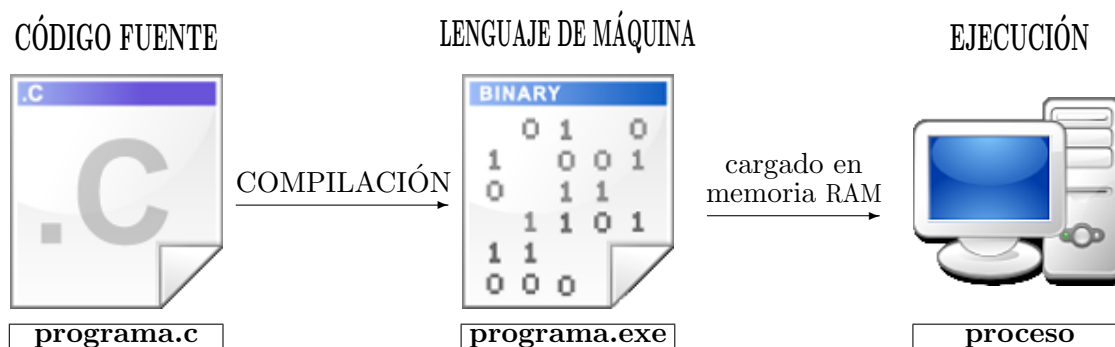 CÓDIGO FUENTE
LENGUAJE DE MÁQUINA
EJECUCIÓN
.C
.C
COMPILACIÓN
BINARY
0 1 0
1 0 0 1
0 1 1
1 1 0 1
1 1
0 0 0
cargado en
memoria RAM
programa.c
programa.exe
proceso